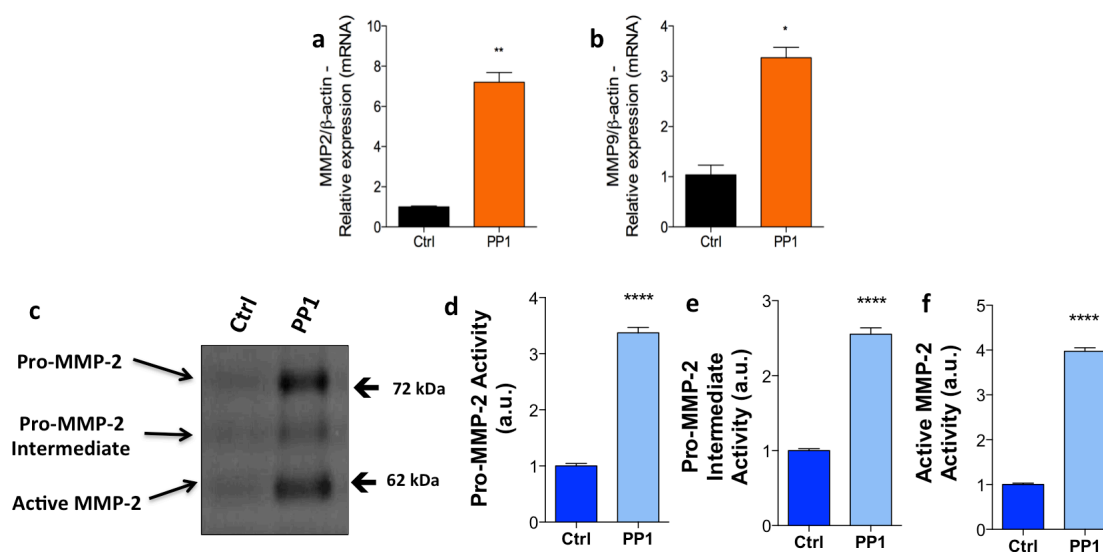 a
MMP2/β-actin -
Relative expression (mRNA)
10
8
6
4
2
0
**
Ctrl
PP1
b
MMP9/β-actin -
Relative expression (mRNA)
4
3
2
1
0
*
Ctrl
PP1
c
Ctrl
PP1
Pro-MMP-2
Pro-MMP-2
Intermediate
Active MMP-2
72 kDa
62 kDa
d
Pro-MMP-2 Activity
(a.u.)
4
3
2
1
0
****
Ctrl
PP1
e
Pro-MMP-2
Intermediate
Activity (a.u.)
3
2
1
0
****
Ctrl
PP1
f
Active MMP-2
Activity (a.u.)
5
4
3
2
1
0
****
Ctrl
PP1